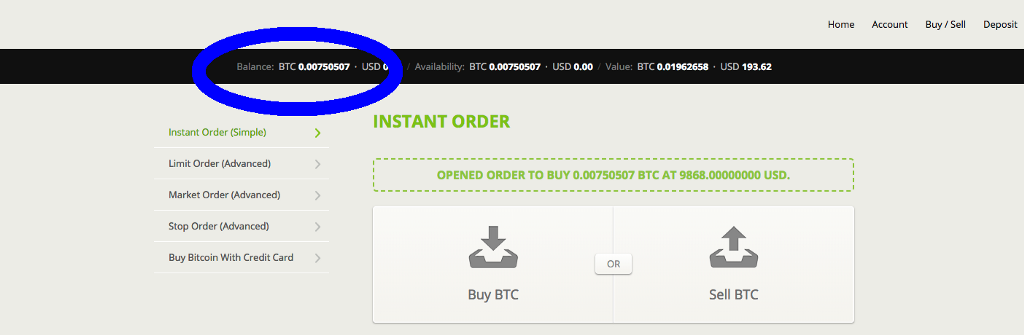 Home Account Buy / Sell Deposit
Balance: BTC 0.00750507 · USD 0 / Availability: BTC 0.00750507 · USD 0.00 / Value: BTC 0.01962658 · USD 193.62
INSTANT ORDER
Instant Order (Simple)
Limit Order (Advanced)
Market Order (Advanced)
Stop Order (Advanced)
Buy Bitcoin With Credit Card
OPENED ORDER TO BUY 0.00750507 BTC AT 9868.00000000 USD.
Buy BTC
OR
Sell BTC